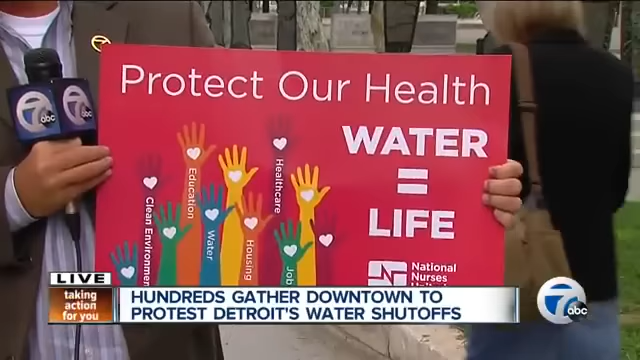 Protect Our Health
WATER
=
LIFE
Clean Environment
Education
Water
Housing
Healthcare
National
Nurses
7 abc
7 abc
LIVE
taking
action
for you
HUNDREDS GATHER DOWNTOWN TO
PROTEST DETROIT'S WATER SHUTOFFS
7 abc